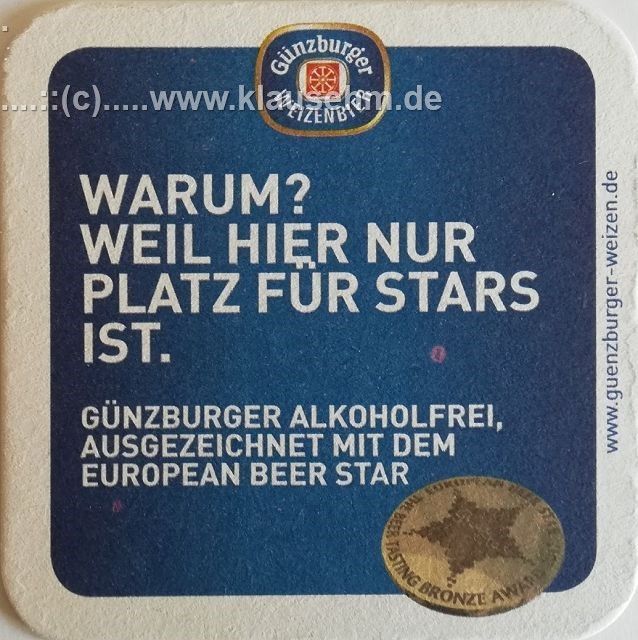 Günzburger
WEIZENBIER
.....::(c).....www.klausehm.de
WARUM?
WEIL HIER NUR
PLATZ FÜR STARS
IST.
GÜNZBURGER ALKOHOLFREI,
AUSGEZEICHNET MIT DEM
EUROPEAN BEER STAR
www.guenzburger-weizen.de
BEER TASTING BRONZE AWARD